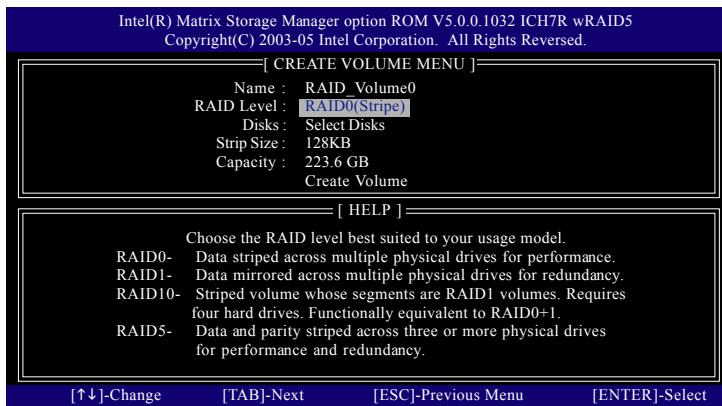 Intel(R) Matrix Storage Manager option ROM V5.0.0.1032 ICH7R wRAID5
Copyright(C) 2003-05 Intel Corporation.  All Rights Reversed.
[ CREATE VOLUME MENU ]
Name : RAID_Volume0
RAID Level : RAID0(Stripe)
Disks : Select Disks
Strip Size : 128KB
Capacity : 223.6 GB
Create Volume
[ HELP ]
Choose the RAID level best suited to your usage model.
RAID0- Data striped across multiple physical drives for performance.
RAID1- Data mirrored across multiple physical drives for redundancy.
RAID10- Striped volume whose segments are RAID1 volumes. Requires
four hard drives. Functionally equivalent to RAID0+1.
RAID5- Data and parity striped across three or more physical drives
for performance and redundancy.
[↑↓]-Change [TAB]-Next [ESC]-Previous Menu [ENTER]-Select